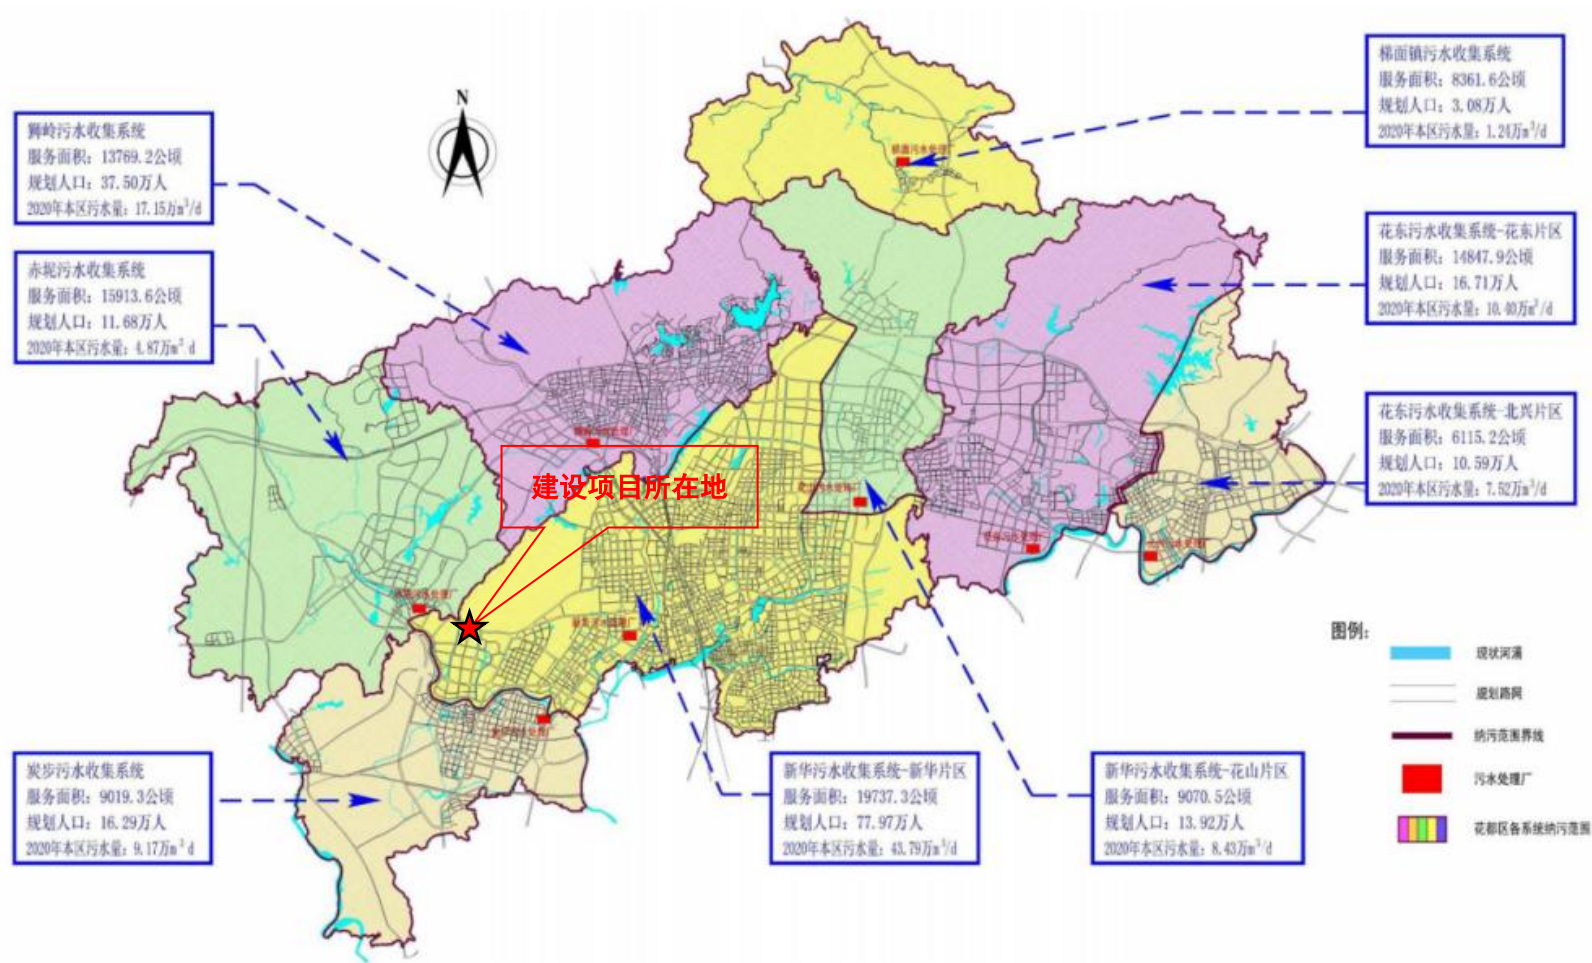 N
梯面镇污水收集系统
服务面积：8361.6公顷
规划人口：3.08万人
2020年本区污水量：1.24万m³/d
狮岭污水收集系统
服务面积：13769.2公顷
规划人口：37.50万人
2020年本区污水量：17.15万m³/d
花东污水收集系统-花东片区
服务面积：14847.9公顷
规划人口：16.71万人
2020年本区污水量：10.40万m³/d
赤坭污水收集系统
服务面积：15913.6公顷
规划人口：11.68万人
2020年本区污水量：4.87万m³ d
花东污水收集系统-北兴片区
服务面积：6115.2公顷
规划人口：10.59万人
2020年本区污水量：7.52万m³/d
建设项目所在地
图例：
现状河涌
规划路网
纳污范围界线
污水处理厂
花都区各系统纳污范围
炭步污水收集系统
服务面积：9019.3公顷
规划人口：16.29万人
2020年本区污水量：9.17万m³ d
新华污水收集系统-新华片区
服务面积：19737.3公顷
规划人口：77.97万人
2020年本区污水量：43.79万m³/d
新华污水收集系统-花山片区
服务面积：9070.5公顷
规划人口：13.92万人
2020年本区污水量：8.43万m³/d